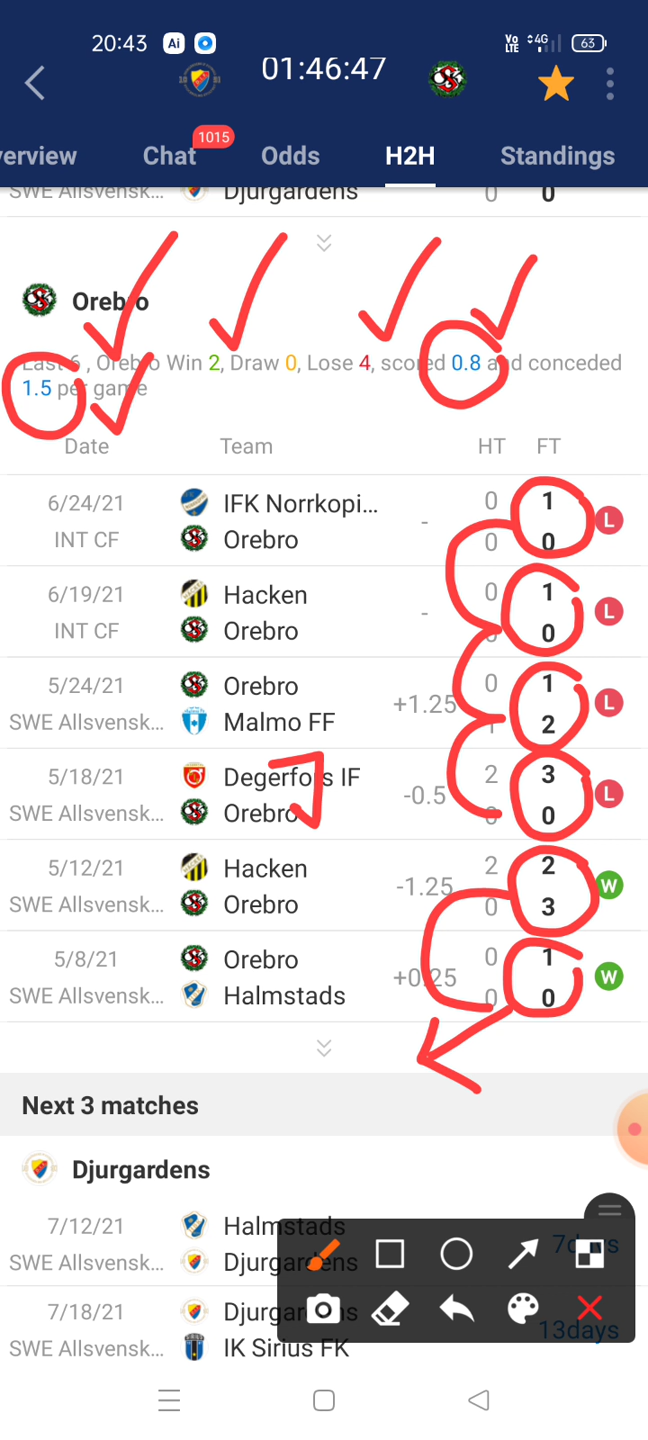 20:43 Ai Vo LTE 4G 63
01:46:47
verview Chat 1015 Odds H2H Standings
SWE Allsvensk... Djurgardens 0 0
Orebro
Last 6 , Orebro Win 2, Draw 0, Lose 4, scored 0.8 and conceded
1.5 per game
Date Team HT FT
6/24/21 IFK Norrkopi... 0 1
- L
INT CF Orebro 0 0
6/19/21 Hacken 0 1
- L
INT CF Orebro 0 0
5/24/21 Orebro 0 1
+1.25 L
SWE Allsvensk... Malmo FF 1 2
5/18/21 Degerfors IF 2 3
-0.5 L
SWE Allsvensk... Orebro 0 0
5/12/21 Hacken 2 2
-1.25 W
SWE Allsvensk... Orebro 0 3
5/8/21 Orebro 0 1
+0.25 W
SWE Allsvensk... Halmstads 0 0
Next 3 matches
Djurgardens
7/12/21 Halmstads
7days
SWE Allsvensk... Djurgardens
7/18/21 Djurgardens
13days
SWE Allsvensk... IK Sirius FK